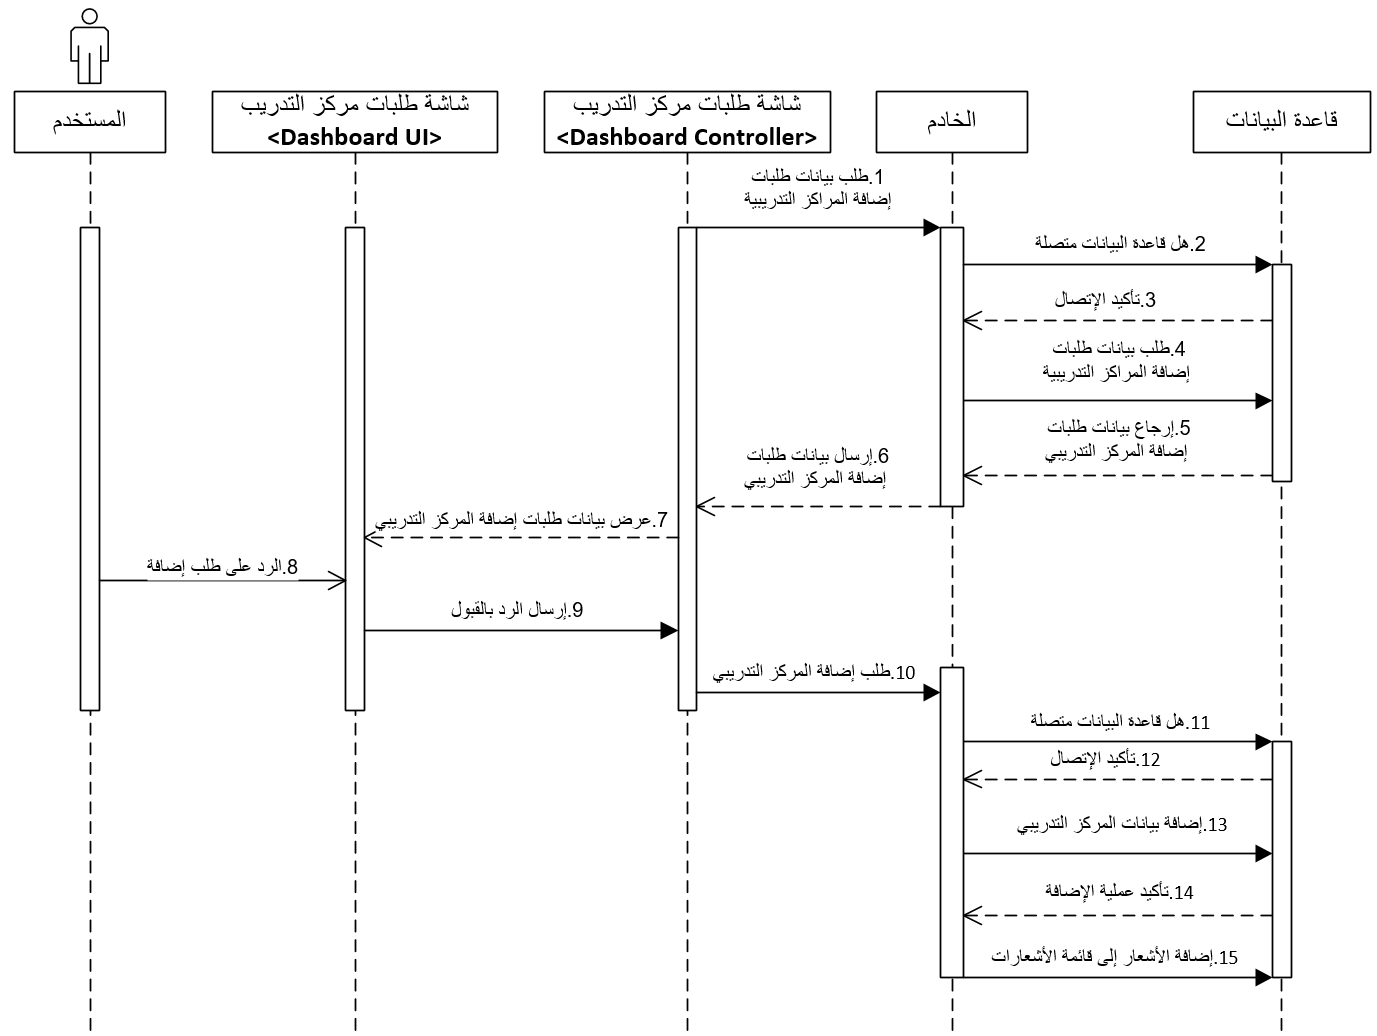 المستخدم
شاشة طلبات مركز التدريب
<Dashboard UI>
شاشة طلبات مركز التدريب
<Dashboard Controller>
الخادم
قاعدة البيانات
1.طلب بيانات طلبات
إضافة المراكز التدريبية
2.هل قاعدة البيانات متصلة
3.تأكيد الإتصال
4.طلب بيانات طلبات
إضافة المراكز التدريبية
5.إرجاع بيانات طلبات
إضافة المركز التدريبي
6.إرسال بيانات طلبات
إضافة المركز التدريبي
7.عرض بيانات طلبات إضافة المركز التدريبي
8.الرد على طلب إضافة
9.إرسال الرد بالقبول
10.طلب إضافة المركز التدريبي
11.هل قاعدة البيانات متصلة
12.تأكيد الإتصال
13.إضافة بيانات المركز التدريبي
14.تأكيد عملية الإضافة
15.إضافة الأشعار إلى قائمة الأشعارات